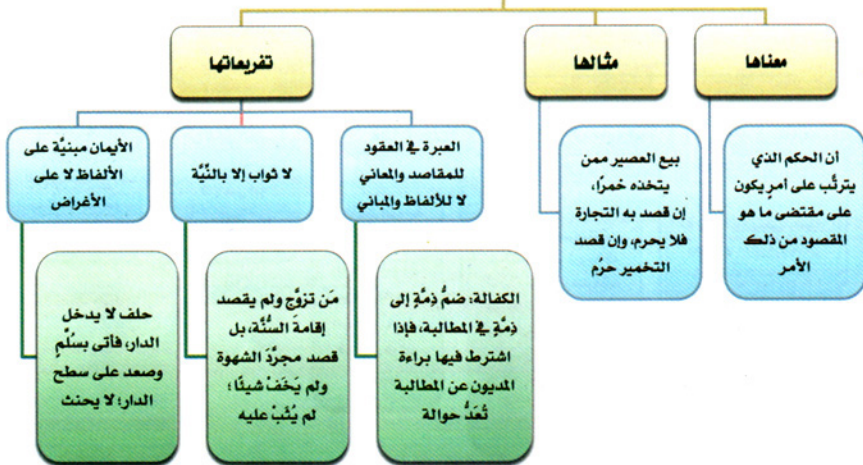 معناها
أن الحكم الذي
يترتَّب على أمرٍ يكون
على مقتضى ما هو
المقصود من ذلك
الأمر
مثالها
بيع العصير ممن
يتخذه خمرًا،
إن قصد به التجارة
فلا يحرم، وإن قصد
التخمير حرُم
تفريعاتها
العبرة في العقود
للمقاصد والمعاني
لا للألفاظ والمباني
الكفالة: ضمُّ ذِمَّةٍ إلى
ذِمَّةٍ في المطالبة، فإذا
اشترط فيها براءة
المديون عن المطالبة
تُعَدُّ حوالة
لا ثواب إلا بالنِّيَّة
مَن تزوَّج ولم يقصد
إقامةَ السُّنَّة، بل
قصد مجرَّدَ الشهوة
ولم يَخَفْ شيئًا؛
لم يُثَبْ عليه
الأيمان مبنيَّة على
الألفاظ لا على
الأغراض
حلف لا يدخل
الدار، فأتى بسُلَّمٍ
وصعد على سطح
الدار؛ لا يحنث